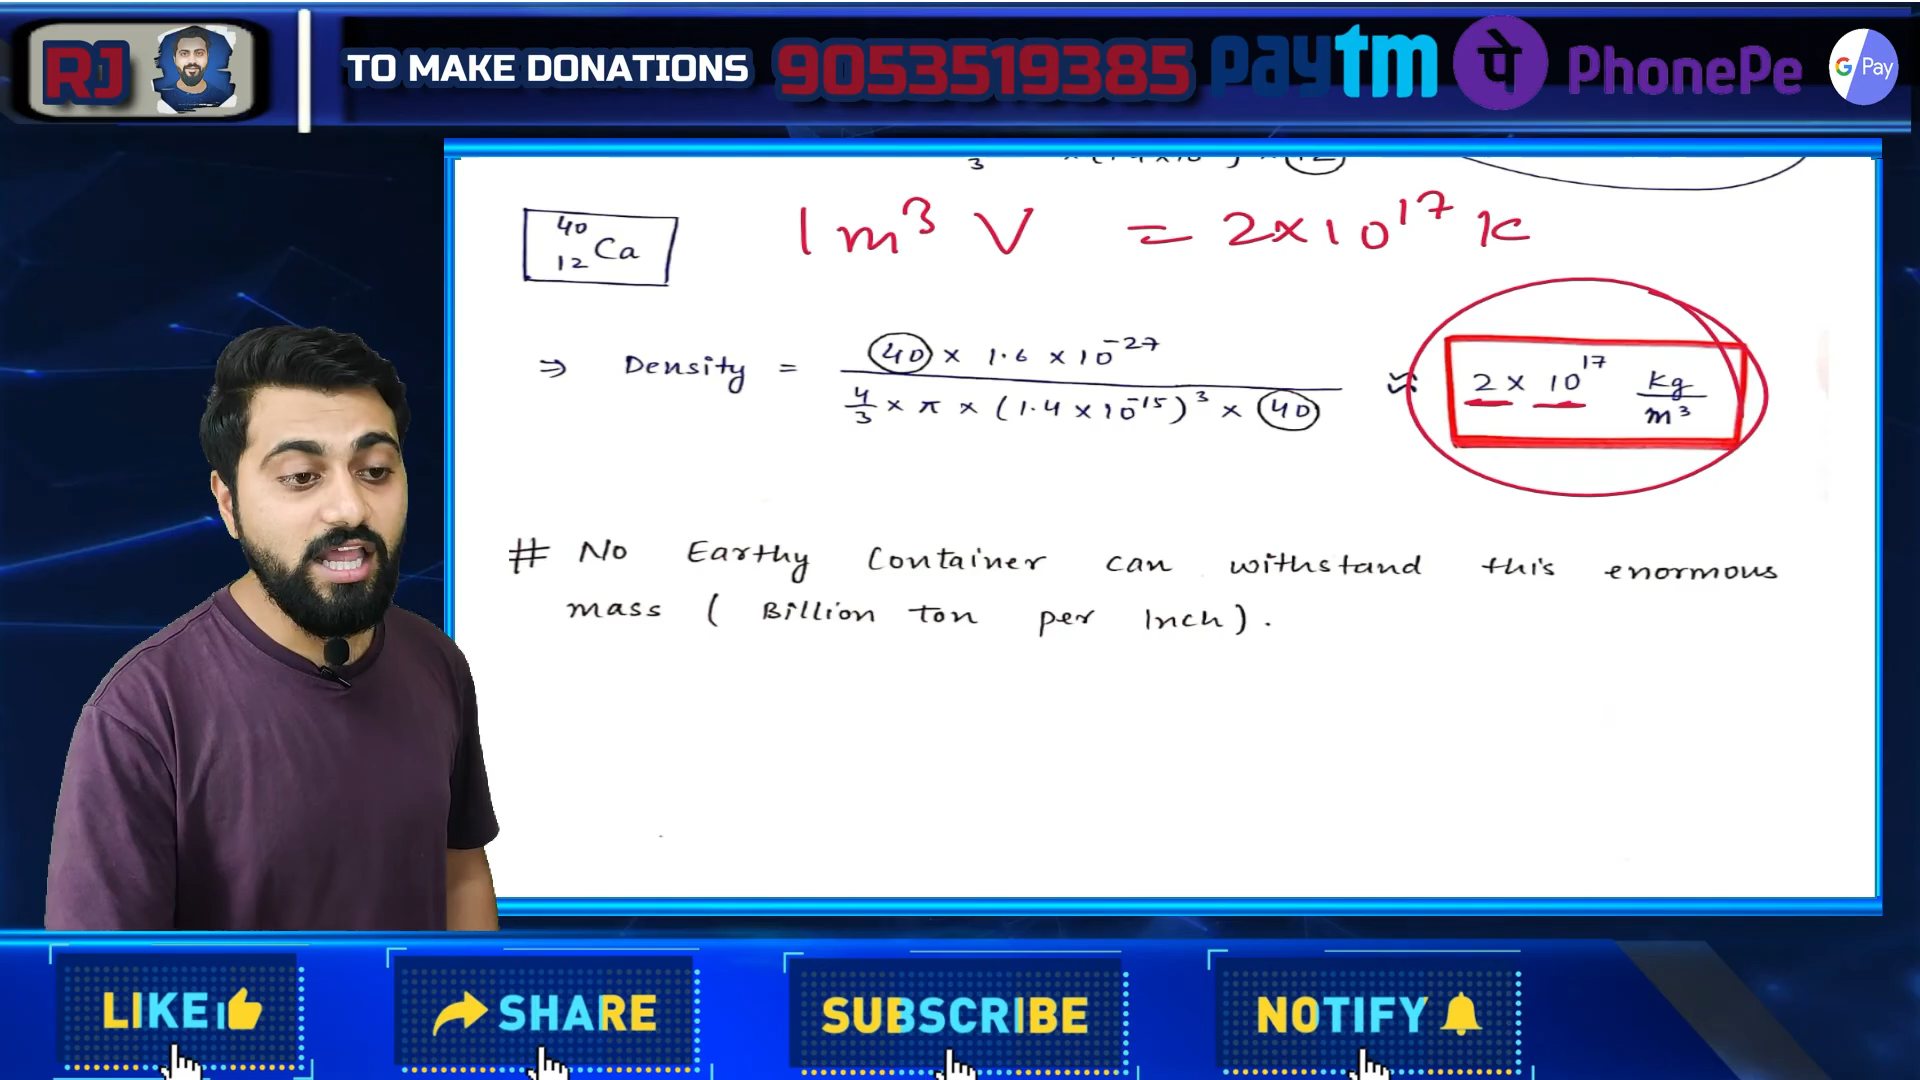 RJ
TO MAKE DONATIONS 9053519385 paytm पे PhonePe G Pay
40
12 Ca
1 m³ V = 2×10¹⁷ K
⇒ Density = 40 × 1.6 × 10⁻²⁷ / 4/3 × π × (1.4 × 10⁻¹⁵)³ × 40 ≈ 2 × 10¹⁷ Kg/m³
# No Earthy Container can withstand this enormous
mass ( Billion ton per Inch).
LIKE SHARE SUBSCRIBE NOTIFY